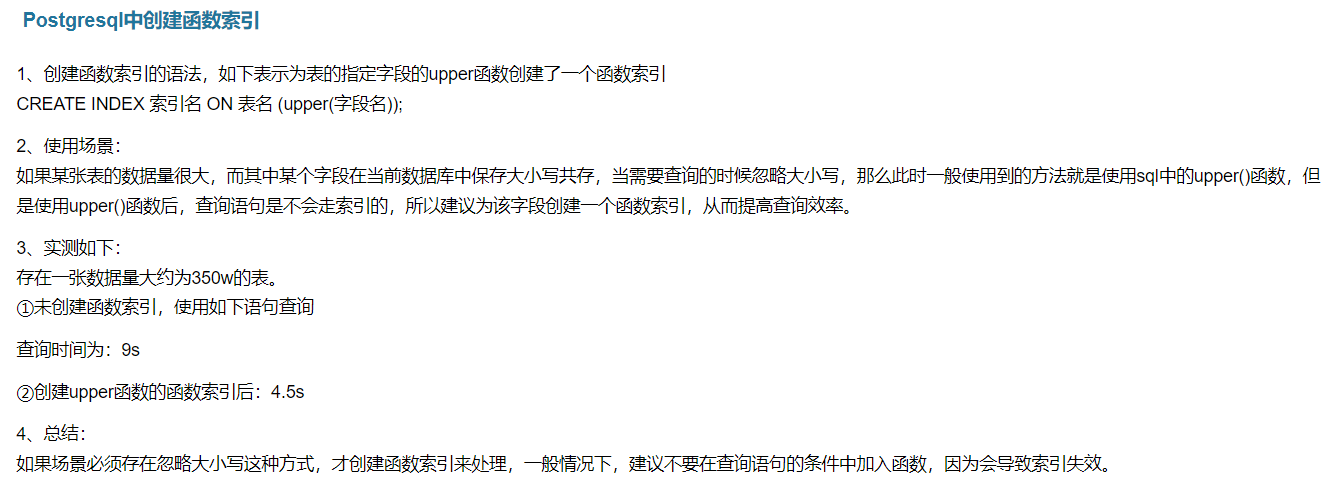 Postgresql中创建函数索引
1、创建函数索引的语法，如下表示为表的指定字段的upper函数创建了一个函数索引
CREATE INDEX 索引名 ON 表名 (upper(字段名));
2、使用场景：
如果某张表的数据量很大，而其中某个字段在当前数据库中保存大小写共存，当需要查询的时候忽略大小写，那么此时一般使用到的方法就是使用sql中的upper()函数，但
是使用upper()函数后，查询语句是不会走索引的，所以建议为该字段创建一个函数索引，从而提高查询效率。
3、实测如下：
存在一张数据量大约为350w的表。
①未创建函数索引，使用如下语句查询
查询时间为：9s
②创建upper函数的函数索引后：4.5s
4、总结：
如果场景必须存在忽略大小写这种方式，才创建函数索引来处理，一般情况下，建议不要在查询语句的条件中加入函数，因为会导致索引失效。